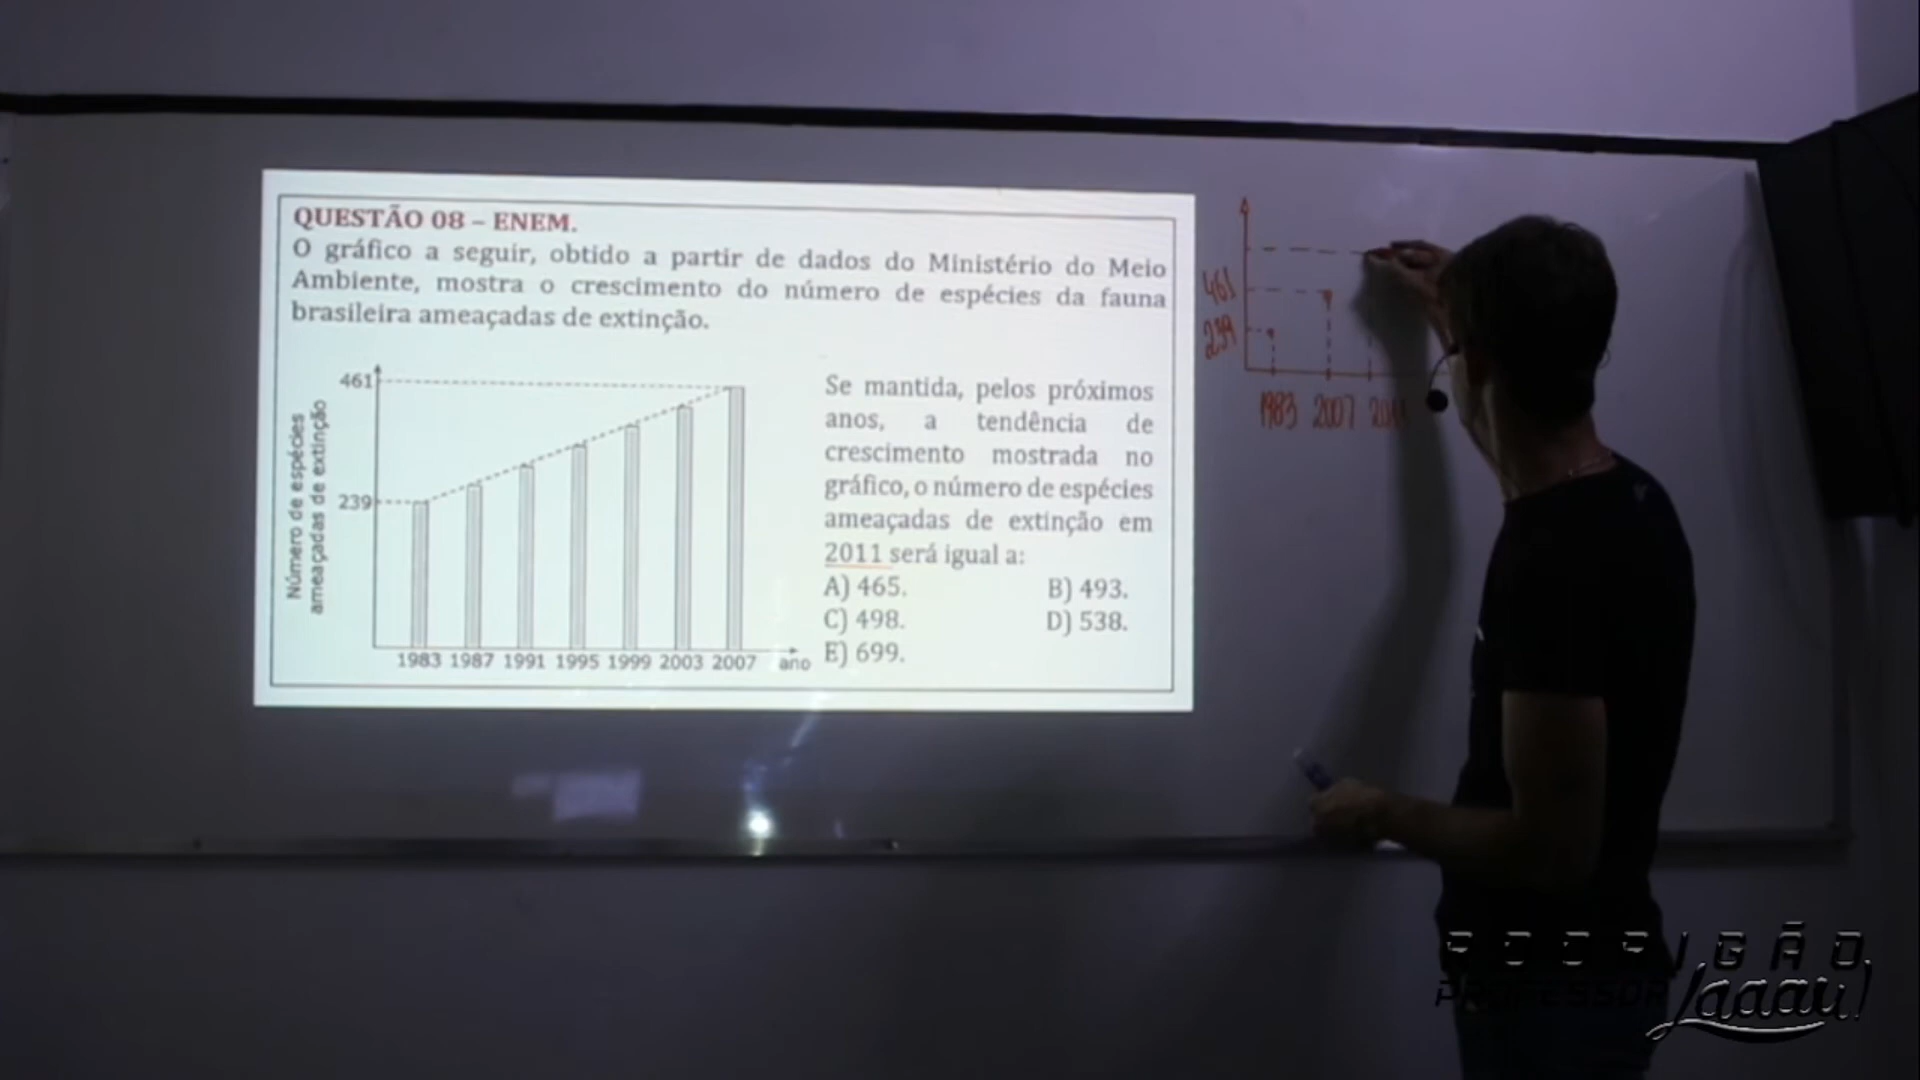 QUESTÃO 08 – ENEM.
O gráfico a seguir, obtido a partir de dados do Ministério do Meio
Ambiente, mostra o crescimento do número de espécies da fauna
brasileira ameaçadas de extinção.
Número de espécies
ameaçadas de extinção
461
239
1983 1987 1991 1995 1999 2003 2007 ano
Se mantida, pelos próximos
anos, a tendência de
crescimento mostrada no
gráfico, o número de espécies
ameaçadas de extinção em
2011 será igual a:
A) 465. B) 493.
C) 498. D) 538.
E) 699.
461
239
1983 2007
RODRIGÃO
PROFESSOR Laaau!